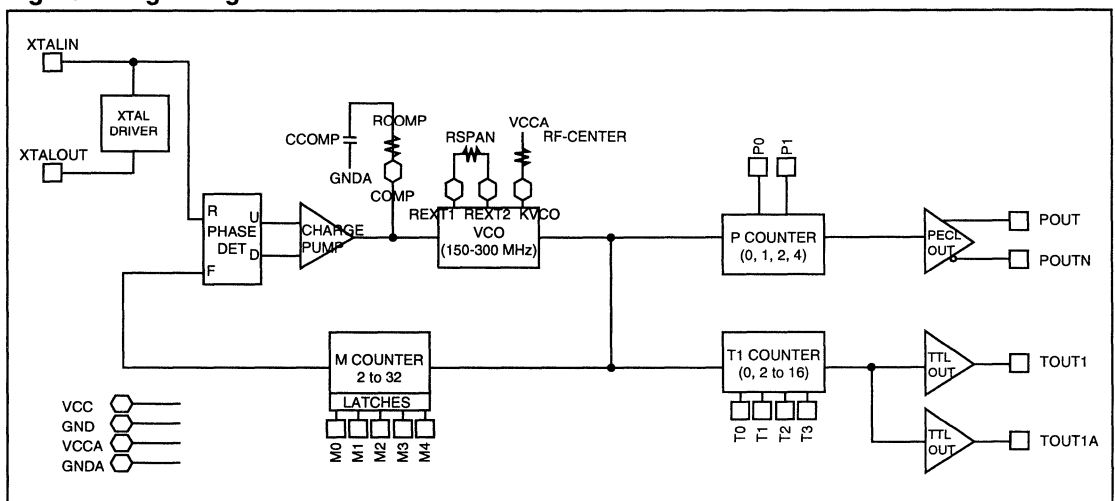 XTALIN
XTAL
DRIVER
XTALOUT
CCOMP
RCOMP
GNDA
COMP
RSPAN
VCCA
RF-CENTER
REXT1 REXT2 KVCO
VCO
(150-300 MHz)
R
U
PHASE
DET
D
F
CHARGE
PUMP
P0
P1
P COUNTER
(0, 1, 2, 4)
PECL
OUT
POUT
POUTN
M COUNTER
2 to 32
LATCHES
M0
M1
M2
M3
M4
T1 COUNTER
(0, 2 to 16)
T0
T1
T2
T3
TTL
OUT
TOUT1
TTL
OUT
TOUT1A
VCC
GND
VCCA
GNDA